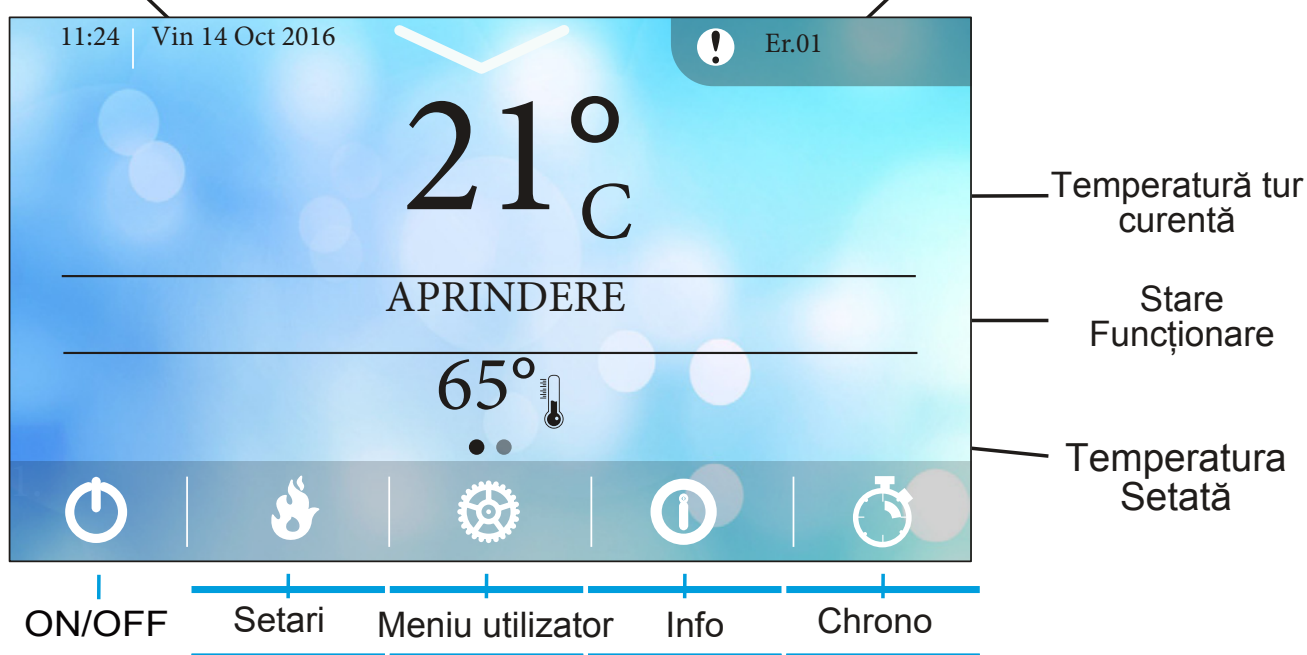 11:24 Vin 14 Oct 2016
Er.01
21°C
Temperatură tur
curentă
APRINDERE
Stare
Funcționare
65°
Temperatura
Setată
ON/OFF
Setari
Meniu utilizator
Info
Chrono